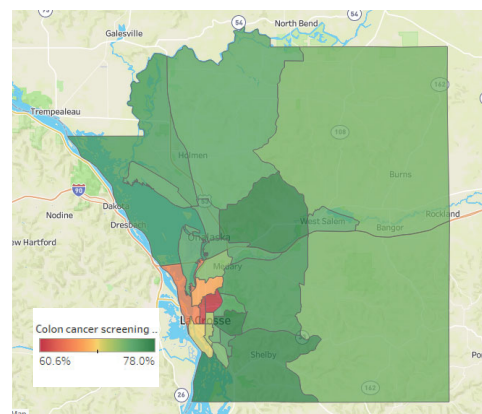 54
North Bend
54
Galesville
Trempealeau
162
108
Holmen
Burns
90
Dakota
Nodine
Dresbach
West Salem
Rockland
Bangor
ow Hartford
Onalaska
Medary
Colon cancer screening ..
La Crosse
60.6%
78.0%
Shelby
162
26